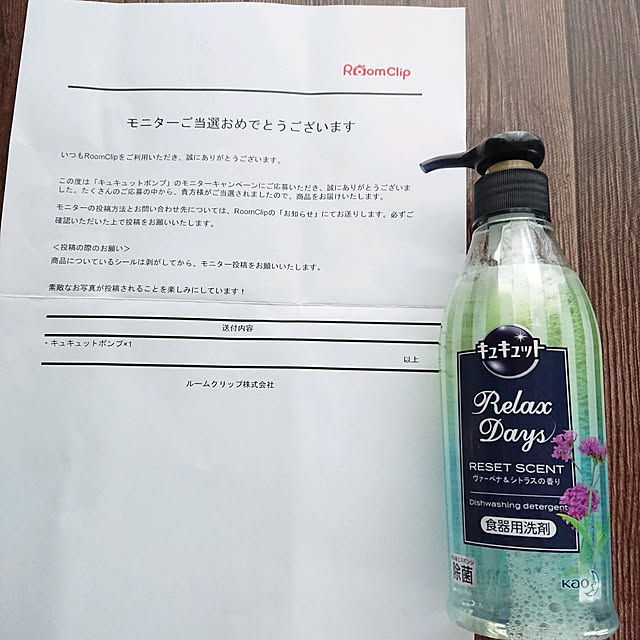 RoomClip
モニターご当選おめでとうございます
いつもRoomClipをご利用いただき、誠にありがとうございます。
この度は「キュキュットポンプ」のモニターキャンペーンにご応募いただき、誠にありがとうございま
した。たくさんのご応募の中から、貴方様がご当選されましたので、商品をお届けいたします。
モニターの投稿方法とお問い合わせ先については、RoomClipの「お知らせ」にてお送りします。必ずご
確認いただいた上で投稿をお願いいたします。
＜投稿の際のお願い＞
商品についているシールは剥がしてから、モニター投稿をお願いいたします。
素敵なお写真が投稿されることを楽しみにしています！
送付内容
・キュキュットポンプ×1
以上
ルームクリップ株式会社
キュキュット
Relax
Days
RESET SCENT
ヴァーベナ&シトラスの香り
Dishwashing detergent
食器用洗剤
除菌
Kao